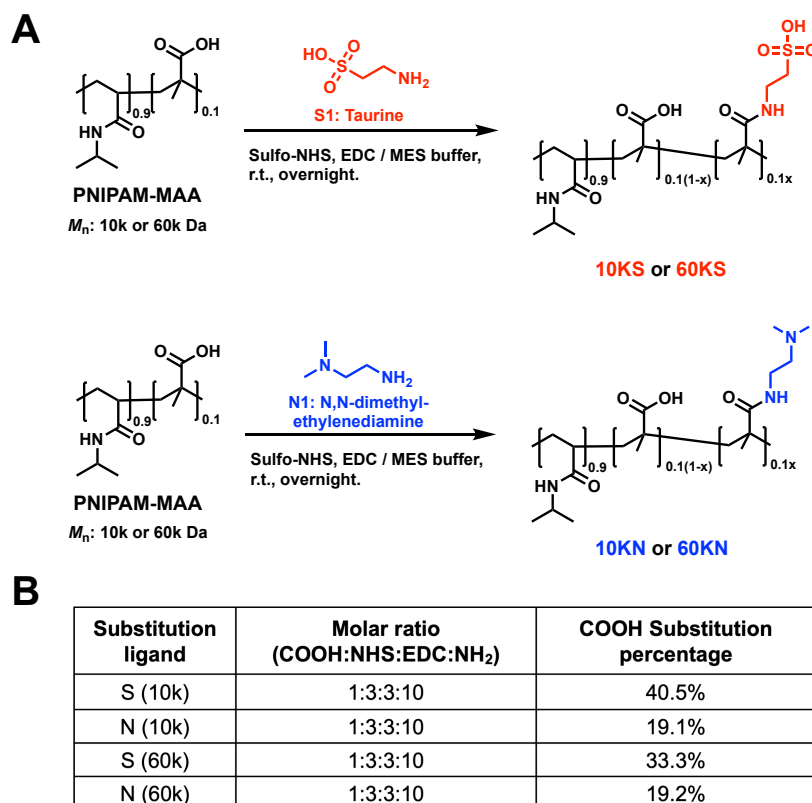 A
OH
O
0.9
0.1
HN
O
PNIPAM-MAA
Mn: 10k or 60k Da
HO
O
S
O
NH2
S1: Taurine
Sulfo-NHS, EDC / MES buffer,
r.t., overnight.
OH
O=S=O
O
OH
O
NH
0.9
0.1(1-x)
0.1x
HN
O
10KS or 60KS
OH
O
0.9
0.1
HN
O
PNIPAM-MAA
Mn: 10k or 60k Da
N
NH2
N1: N,N-dimethyl-
ethylenediamine
Sulfo-NHS, EDC / MES buffer,
r.t., overnight.
N
O
OH
O
NH
0.9
0.1(1-x)
0.1x
HN
O
10KN or 60KN
B
Substitution ligand
Molar ratio (COOH:NHS:EDC:NH2)
COOH Substitution percentage
S (10k) 1:3:3:10 40.5%
N (10k) 1:3:3:10 19.1%
S (60k) 1:3:3:10 33.3%
N (60k) 1:3:3:10 19.2%